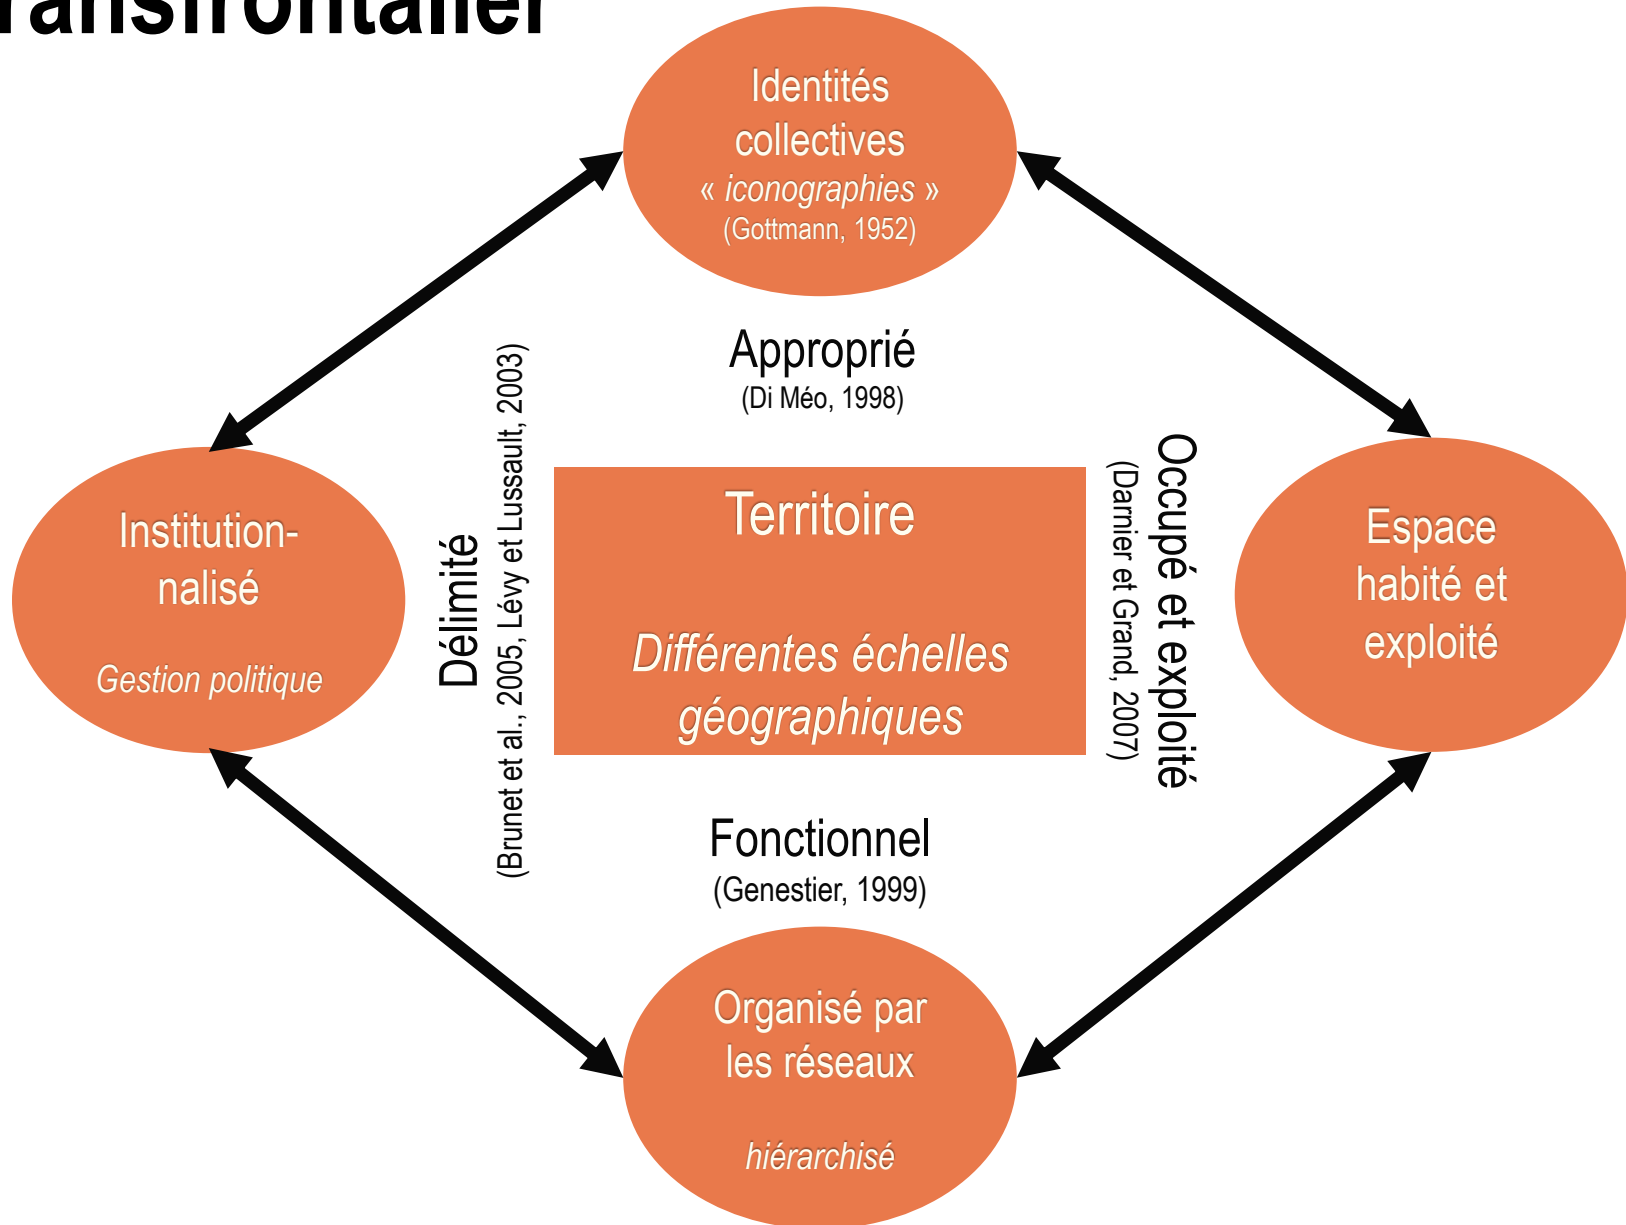 ransfrontalier
Identités
collectives
« iconographies »
(Gottmann, 1952)
Approprié
(Di Méo, 1998)
Institution-
nalisé
Gestion politique
Délimité
(Brunet et al., 2005, Lévy et Lussault, 2003)
Territoire
Différentes échelles
géographiques
Occupé et exploité
(Darnier et Grand, 2007)
Espace
habité et
exploité
Fonctionnel
(Genestier, 1999)
Organisé par
les réseaux
hiérarchisé